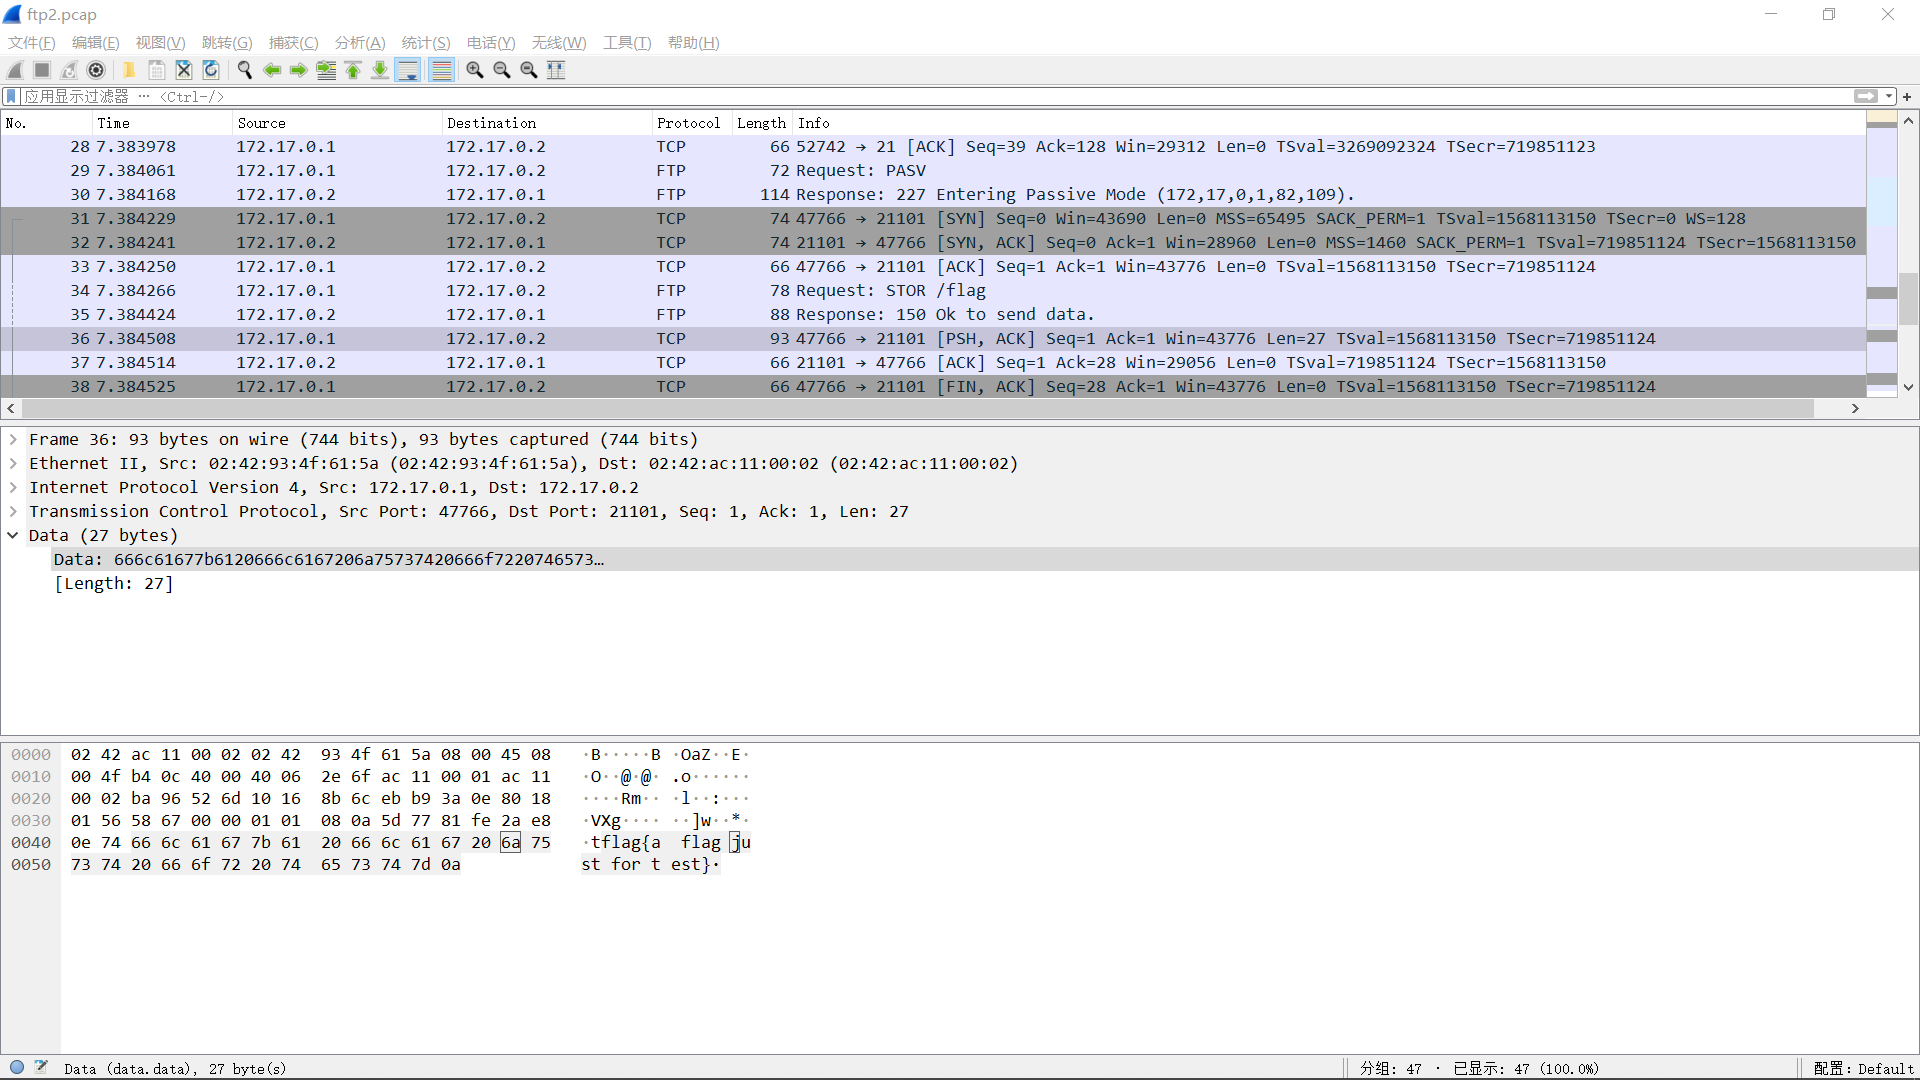 ftp2.pcap
文件(F) 编辑(E) 视图(V) 跳转(G) 捕获(C) 分析(A) 统计(S) 电话(Y) 无线(W) 工具(T) 帮助(H)
应用显示过滤器 … <Ctrl-/>
No. Time Source Destination Protocol Length Info
28 7.383978 172.17.0.1 172.17.0.2 TCP 66 52742 → 21 [ACK] Seq=39 Ack=128 Win=29312 Len=0 TSval=3269092324 TSecr=719851123
29 7.384061 172.17.0.1 172.17.0.2 FTP 72 Request: PASV
30 7.384168 172.17.0.2 172.17.0.1 FTP 114 Response: 227 Entering Passive Mode (172,17,0,1,82,109).
31 7.384229 172.17.0.1 172.17.0.2 TCP 74 47766 → 21101 [SYN] Seq=0 Win=43690 Len=0 MSS=65495 SACK_PERM=1 TSval=1568113150 TSecr=0 WS=128
32 7.384241 172.17.0.2 172.17.0.1 TCP 74 21101 → 47766 [SYN, ACK] Seq=0 Ack=1 Win=28960 Len=0 MSS=1460 SACK_PERM=1 TSval=719851124 TSecr=1568113150
33 7.384250 172.17.0.1 172.17.0.2 TCP 66 47766 → 21101 [ACK] Seq=1 Ack=1 Win=43776 Len=0 TSval=1568113150 TSecr=719851124
34 7.384266 172.17.0.1 172.17.0.2 FTP 78 Request: STOR /flag
35 7.384424 172.17.0.2 172.17.0.1 FTP 88 Response: 150 Ok to send data.
36 7.384508 172.17.0.1 172.17.0.2 TCP 93 47766 → 21101 [PSH, ACK] Seq=1 Ack=1 Win=43776 Len=27 TSval=1568113150 TSecr=719851124
37 7.384514 172.17.0.2 172.17.0.1 TCP 66 21101 → 47766 [ACK] Seq=1 Ack=28 Win=29056 Len=0 TSval=719851124 TSecr=1568113150
38 7.384525 172.17.0.1 172.17.0.2 TCP 66 47766 → 21101 [FIN, ACK] Seq=28 Ack=1 Win=43776 Len=0 TSval=1568113150 TSecr=719851124
Frame 36: 93 bytes on wire (744 bits), 93 bytes captured (744 bits)
Ethernet II, Src: 02:42:93:4f:61:5a (02:42:93:4f:61:5a), Dst: 02:42:ac:11:00:02 (02:42:ac:11:00:02)
Internet Protocol Version 4, Src: 172.17.0.1, Dst: 172.17.0.2
Transmission Control Protocol, Src Port: 47766, Dst Port: 21101, Seq: 1, Ack: 1, Len: 27
Data (27 bytes)
Data: 666c61677b6120666c6167206a75737420666f7220746573…
[Length: 27]
0000 02 42 ac 11 00 02 02 42 93 4f 61 5a 08 00 45 08 ·B·····B ·OaZ··E·
0010 00 4f b4 0c 40 00 40 06 2e 6f ac 11 00 01 ac 11 ·O··@·@· .o······
0020 00 02 ba 96 52 6d 10 16 8b 6c eb b9 3a 0e 80 18 ····Rm·· ·l··:···
0030 01 56 58 67 00 00 01 01 08 0a 5d 77 81 fe 2a e8 ·VXg···· ··]w··*·
0040 0e 74 66 6c 61 67 7b 61 20 66 6c 61 67 20 6a 75 ·tflag{a flag ju
0050 73 74 20 66 6f 72 20 74 65 73 74 7d 0a st for t est}·
Data (data.data), 27 byte(s) 分组: 47 · 已显示: 47 (100.0%) 配置: Default